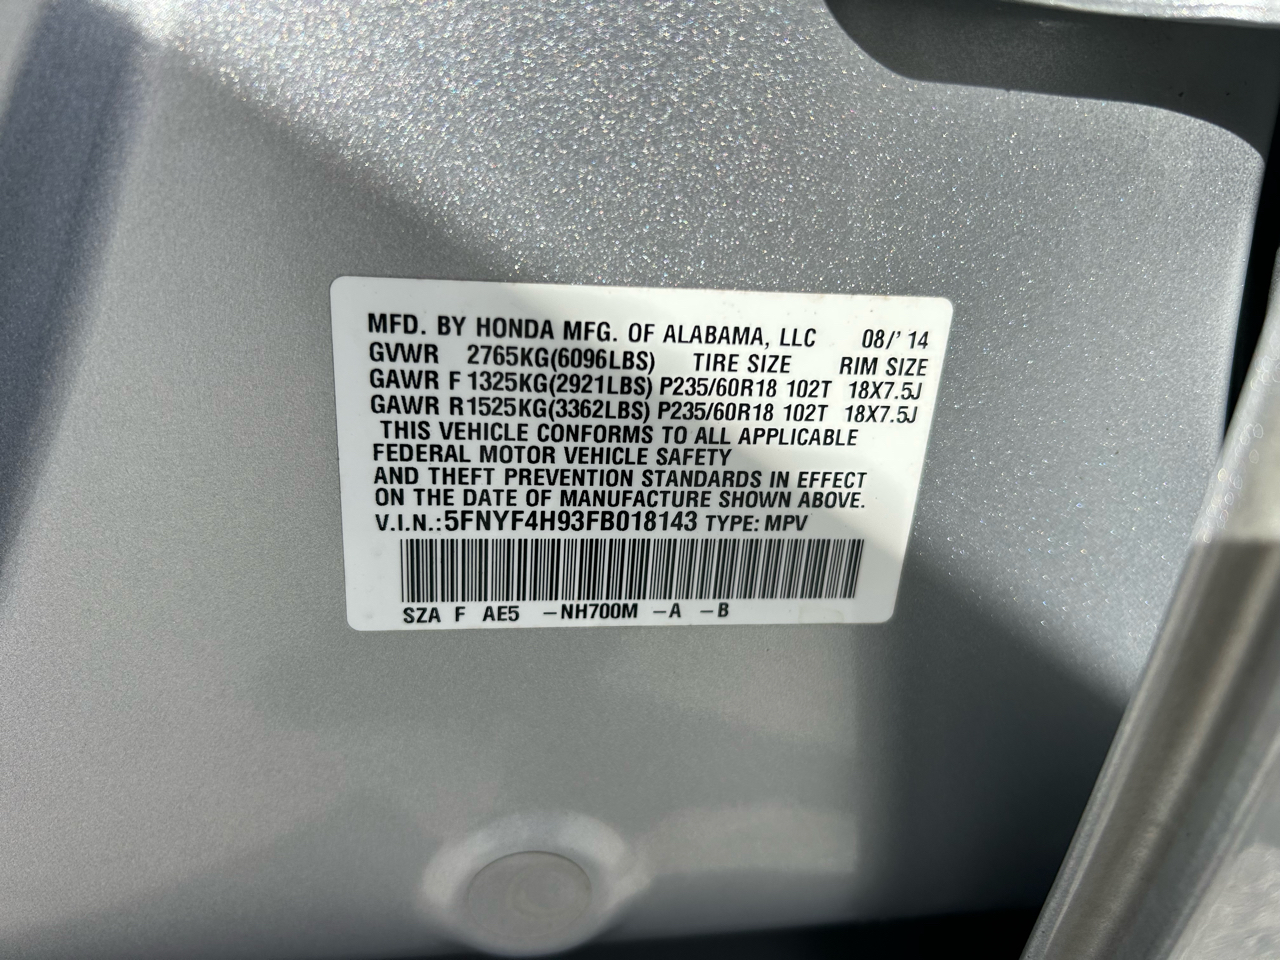 MFD. BY HONDA MFG. OF ALABAMA, LLC 08/'14
GVWR 2765KG(6096LBS) TIRE SIZE RIM SIZE
GAWR F 1325KG(2921LBS) P235/60R18 102T 18X7.5J
GAWR R1525KG(3362LBS) P235/60R18 102T 18X7.5J
THIS VEHICLE CONFORMS TO ALL APPLICABLE
FEDERAL MOTOR VEHICLE SAFETY
AND THEFT PREVENTION STANDARDS IN EFFECT
ON THE DATE OF MANUFACTURE SHOWN ABOVE.
V.I.N.:5FNYF4H93FB018143 TYPE: MPV
SZA F AE5 –NH700M –A –B